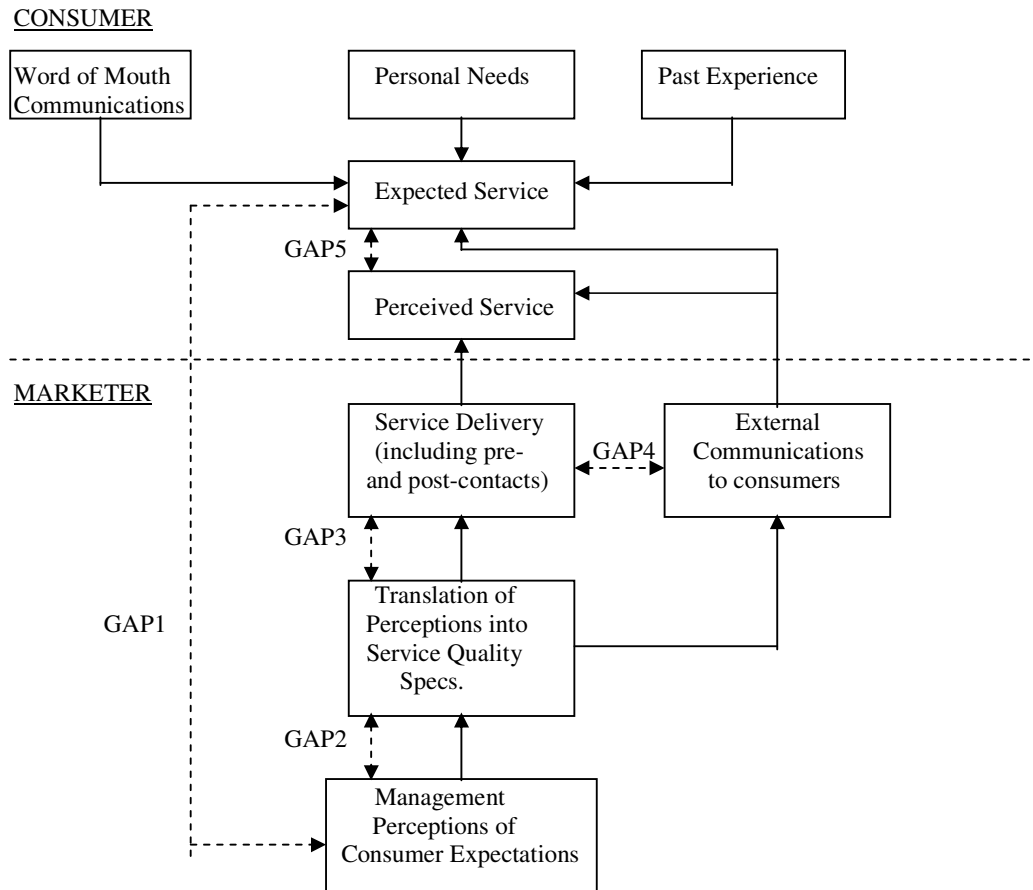 CONSUMER
Word of Mouth
Communications
Personal Needs
Past Experience
Expected Service
GAP5
Perceived Service
MARKETER
Service Delivery
(including pre-
and post-contacts)
GAP4
External
Communications
to consumers
GAP3
Translation of
Perceptions into
Service Quality
Specs.
GAP1
GAP2
Management
Perceptions of
Consumer Expectations